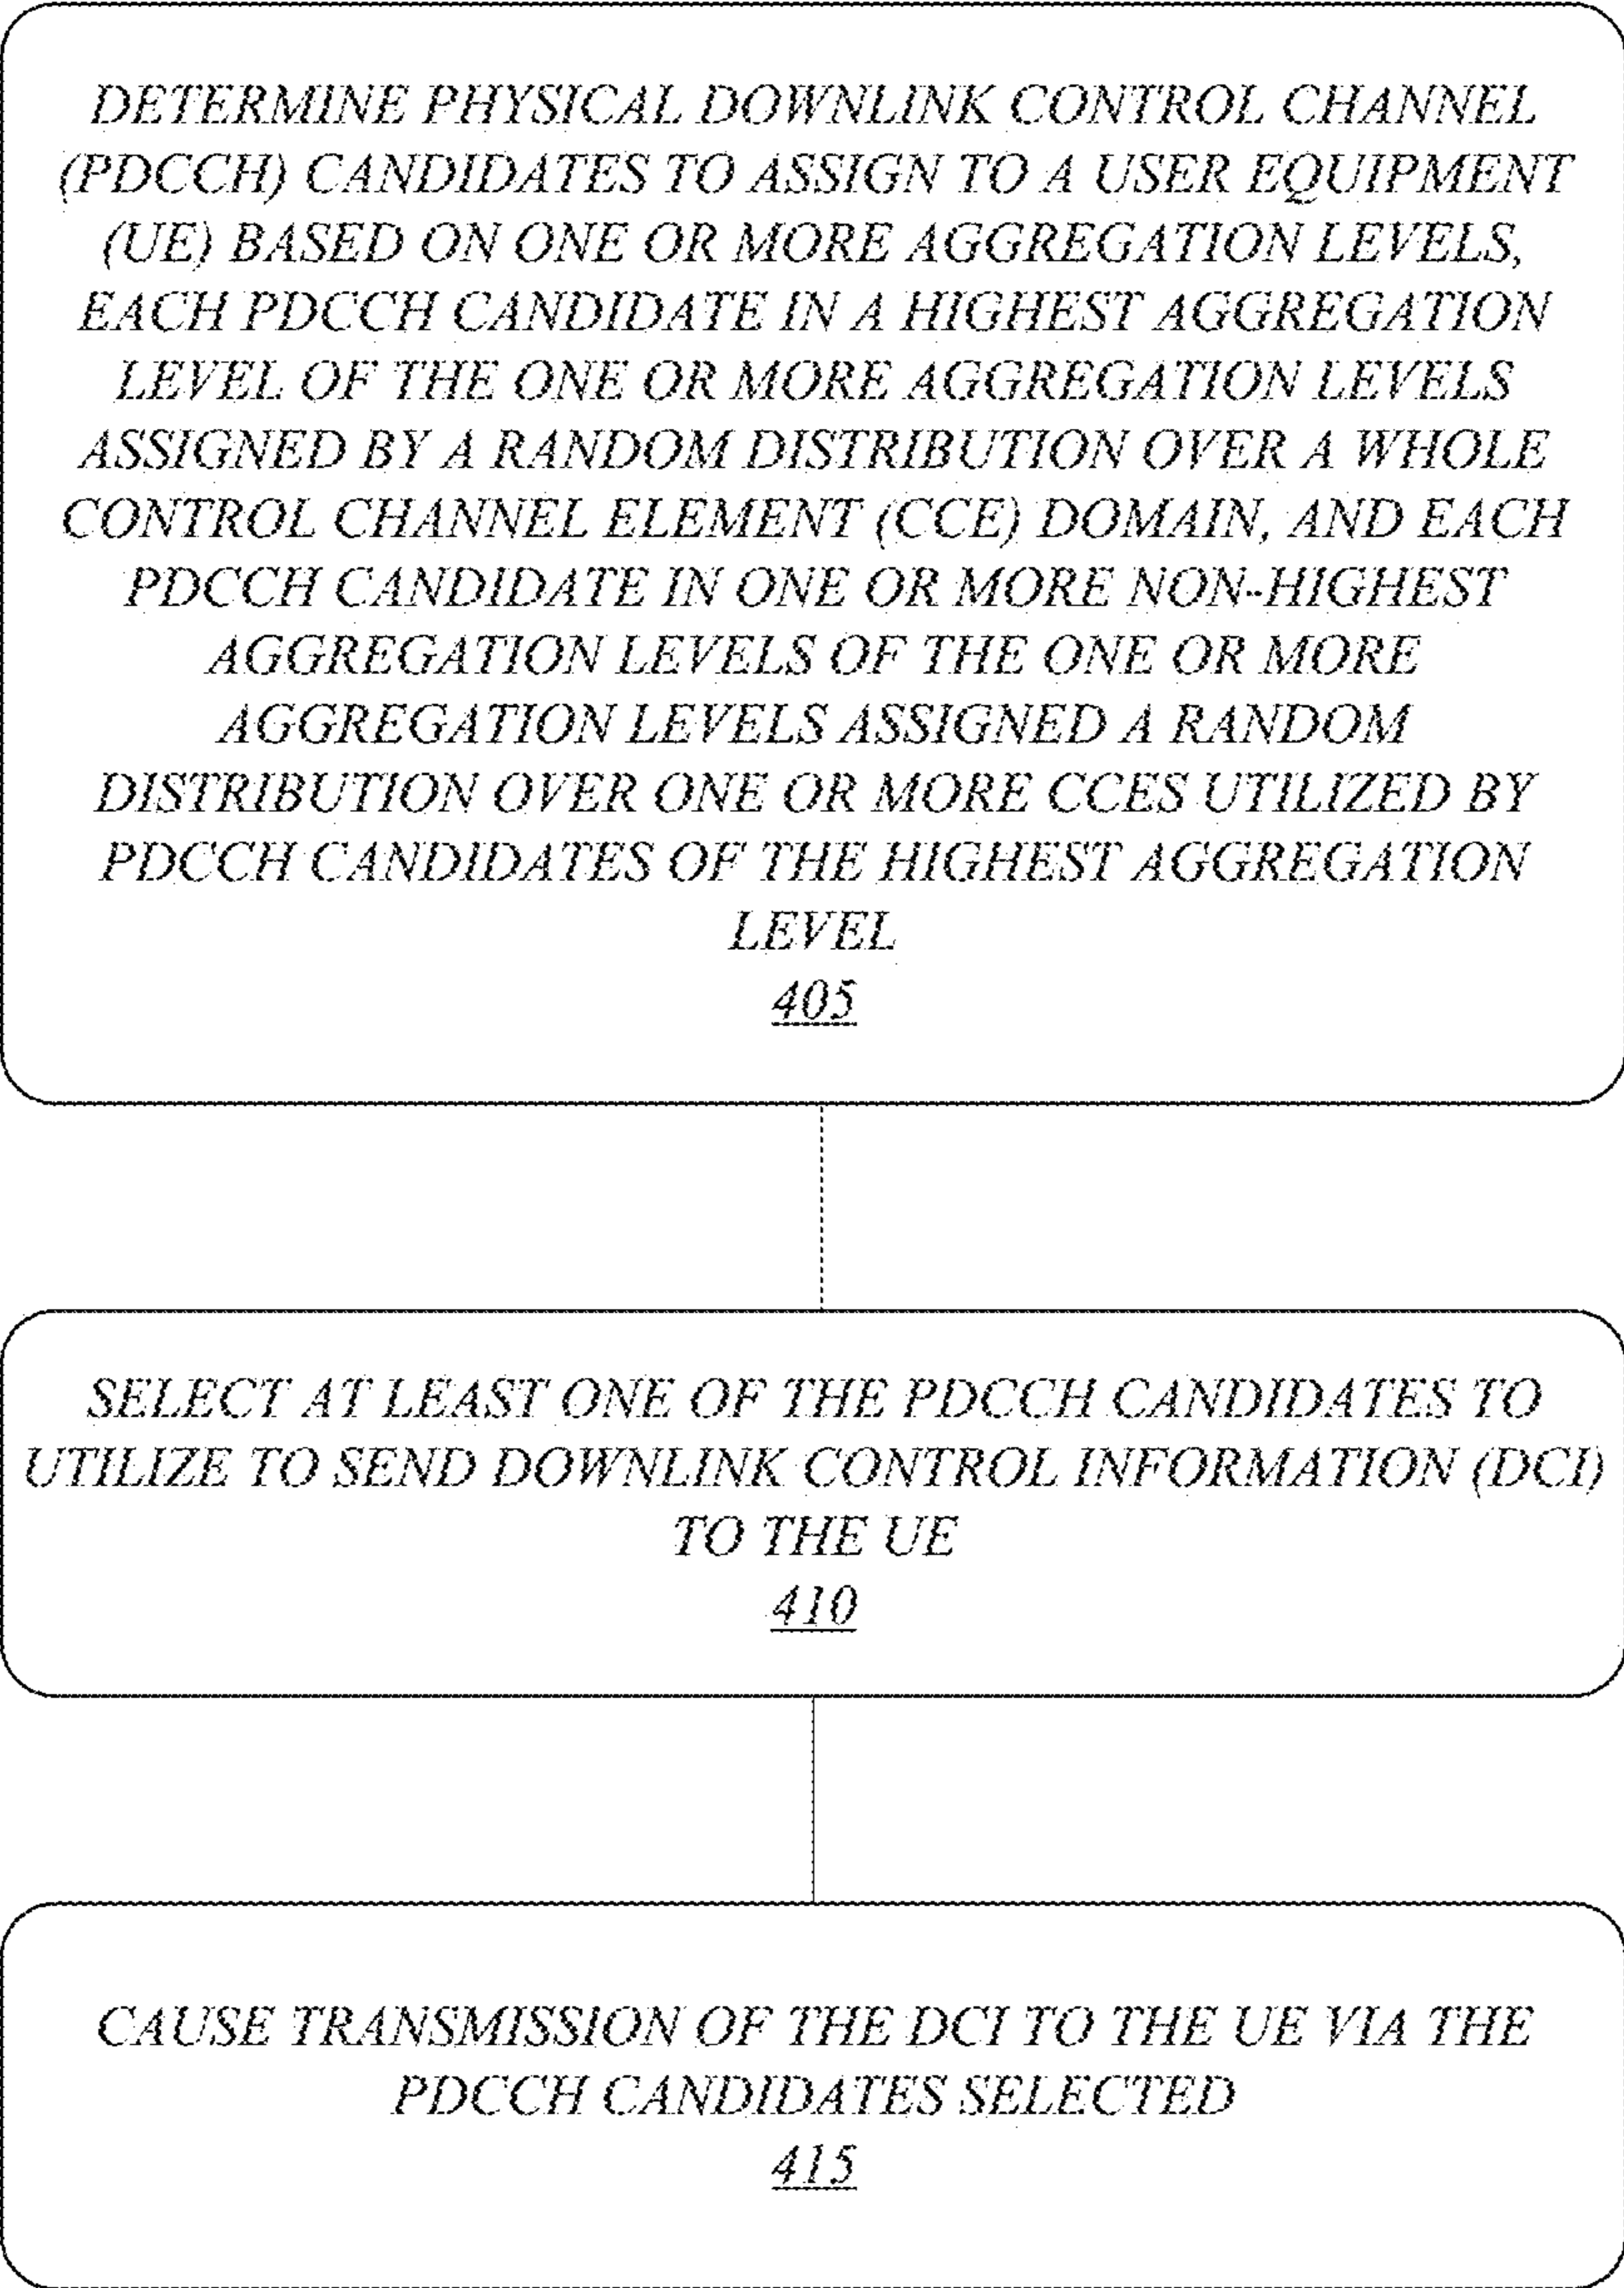 DETERMINE PHYSICAL DOWNLINK CONTROL CHANNEL
(PDCCH) CANDIDATES TO ASSIGN TO A USER EQUIPMENT
(UE) BASED ON ONE OR MORE AGGREGATION LEVELS,
EACH PDCCH CANDIDATE IN A HIGHEST AGGREGATION
LEVEL OF THE ONE OR MORE AGGREGATION LEVELS
ASSIGNED BY A RANDOM DISTRIBUTION OVER A WHOLE
CONTROL CHANNEL ELEMENT (CCE) DOMAIN, AND EACH
PDCCH CANDIDATE IN ONE OR MORE NON-HIGHEST
AGGREGATION LEVELS OF THE ONE OR MORE
AGGREGATION LEVELS ASSIGNED A RANDOM
DISTRIBUTION OVER ONE OR MORE CCES UTILIZED BY
PDCCH CANDIDATES OF THE HIGHEST AGGREGATION
LEVEL
405
SELECT AT LEAST ONE OF THE PDCCH CANDIDATES TO
UTILIZE TO SEND DOWNLINK CONTROL INFORMATION (DCI)
TO THE UE
410
CAUSE TRANSMISSION OF THE DCI TO THE UE VIA THE
PDCCH CANDIDATES SELECTED
415